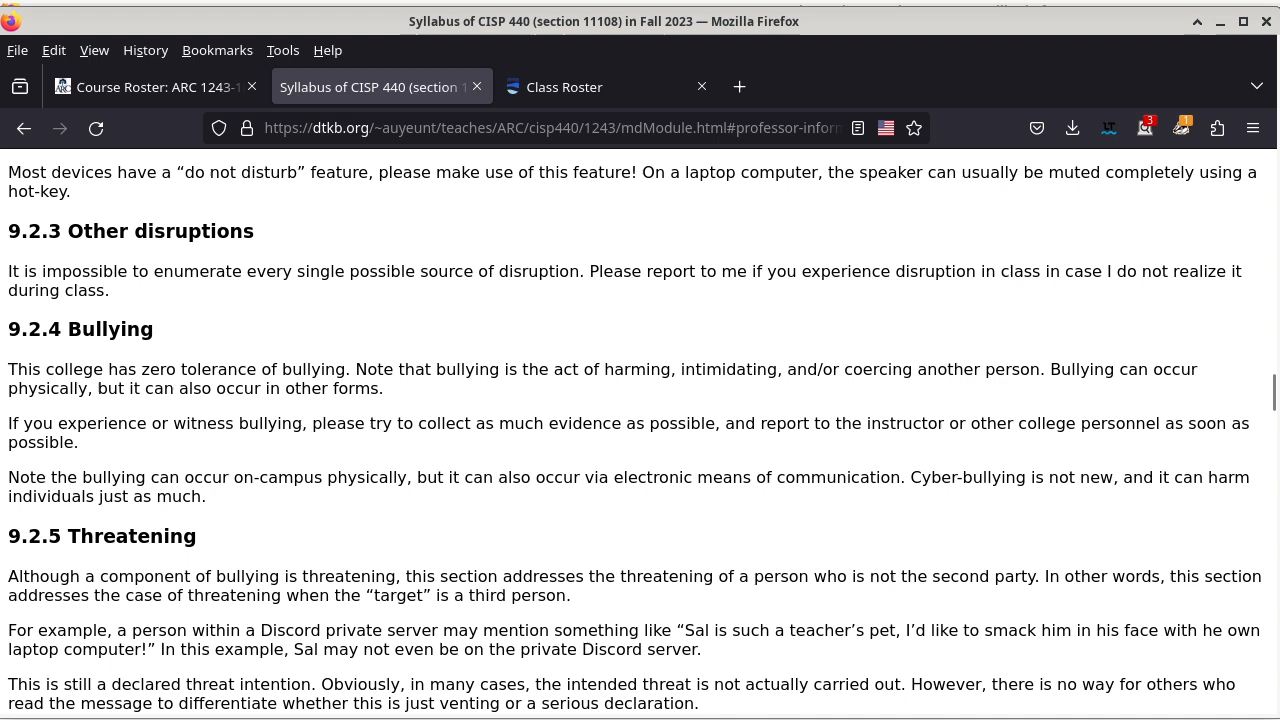 Syllabus of CISP 440 (section 11108) in Fall 2023 — Mozilla Firefox
File Edit View History Bookmarks Tools Help
Course Roster: ARC 1243-1
Syllabus of CISP 440 (section 1
Class Roster
https://dtkb.org/~auyeunt/teaches/ARC/cisp440/1243/mdModule.html#professor-inform
3
1
Most devices have a “do not disturb” feature, please make use of this feature! On a laptop computer, the speaker can usually be muted completely using a
hot-key.
9.2.3 Other disruptions
It is impossible to enumerate every single possible source of disruption. Please report to me if you experience disruption in class in case I do not realize it
during class.
9.2.4 Bullying
This college has zero tolerance of bullying. Note that bullying is the act of harming, intimidating, and/or coercing another person. Bullying can occur
physically, but it can also occur in other forms.
If you experience or witness bullying, please try to collect as much evidence as possible, and report to the instructor or other college personnel as soon as
possible.
Note the bullying can occur on-campus physically, but it can also occur via electronic means of communication. Cyber-bullying is not new, and it can harm
individuals just as much.
9.2.5 Threatening
Although a component of bullying is threatening, this section addresses the threatening of a person who is not the second party. In other words, this section
addresses the case of threatening when the “target” is a third person.
For example, a person within a Discord private server may mention something like “Sal is such a teacher’s pet, I’d like to smack him in his face with he own
laptop computer!” In this example, Sal may not even be on the private Discord server.
This is still a declared threat intention. Obviously, in many cases, the intended threat is not actually carried out. However, there is no way for others who
read the message to differentiate whether this is just venting or a serious declaration.